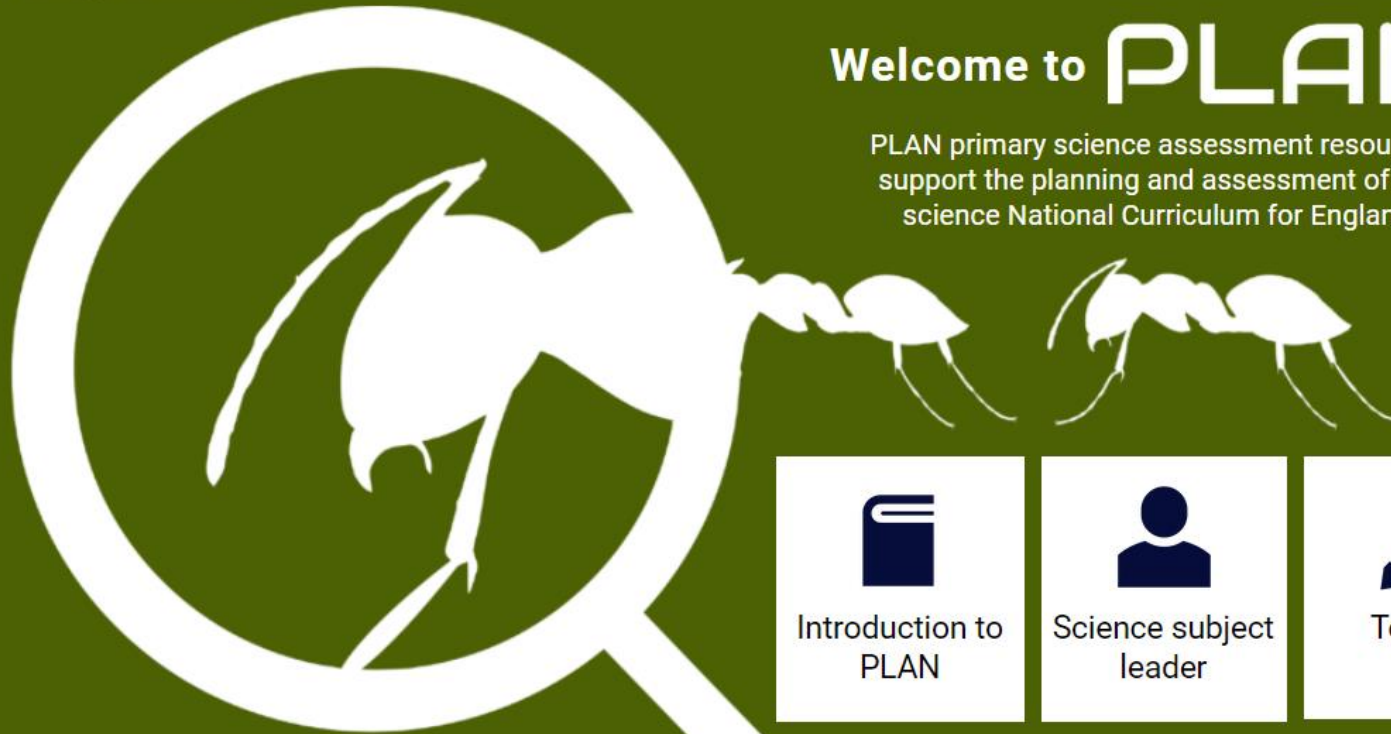 Welcome to PLA
PLAN primary science assessment resou
support the planning and assessment of
science National Curriculum for Englan
Introduction to
PLAN
Science subject
leader